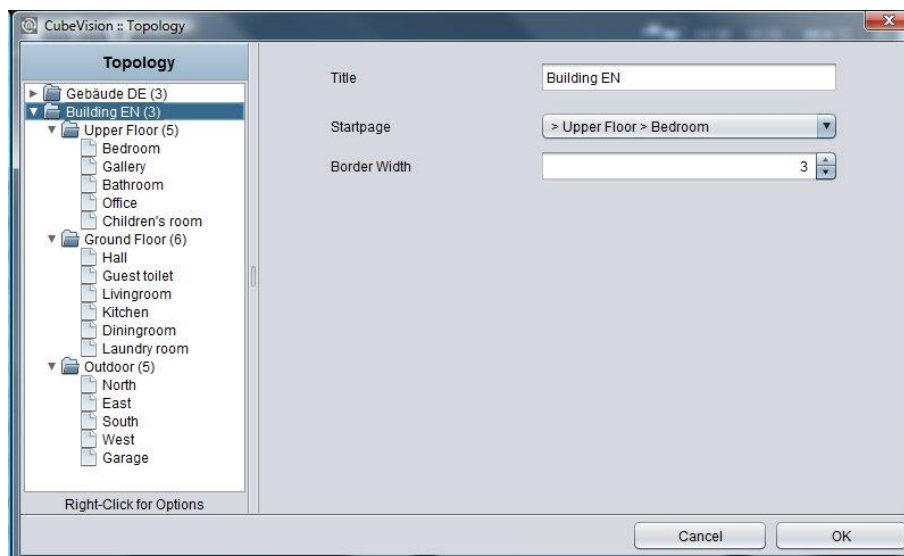 CubeVision :: Topology
Topology
Gebäude DE (3)
Building EN (3)
Upper Floor (5)
Bedroom
Gallery
Bathroom
Office
Children's room
Ground Floor (6)
Hall
Guest toilet
Livingroom
Kitchen
Diningroom
Laundry room
Outdoor (5)
North
East
South
West
Garage
Right-Click for Options
Title Building EN
Startpage > Upper Floor > Bedroom
Border Width 3
Cancel OK